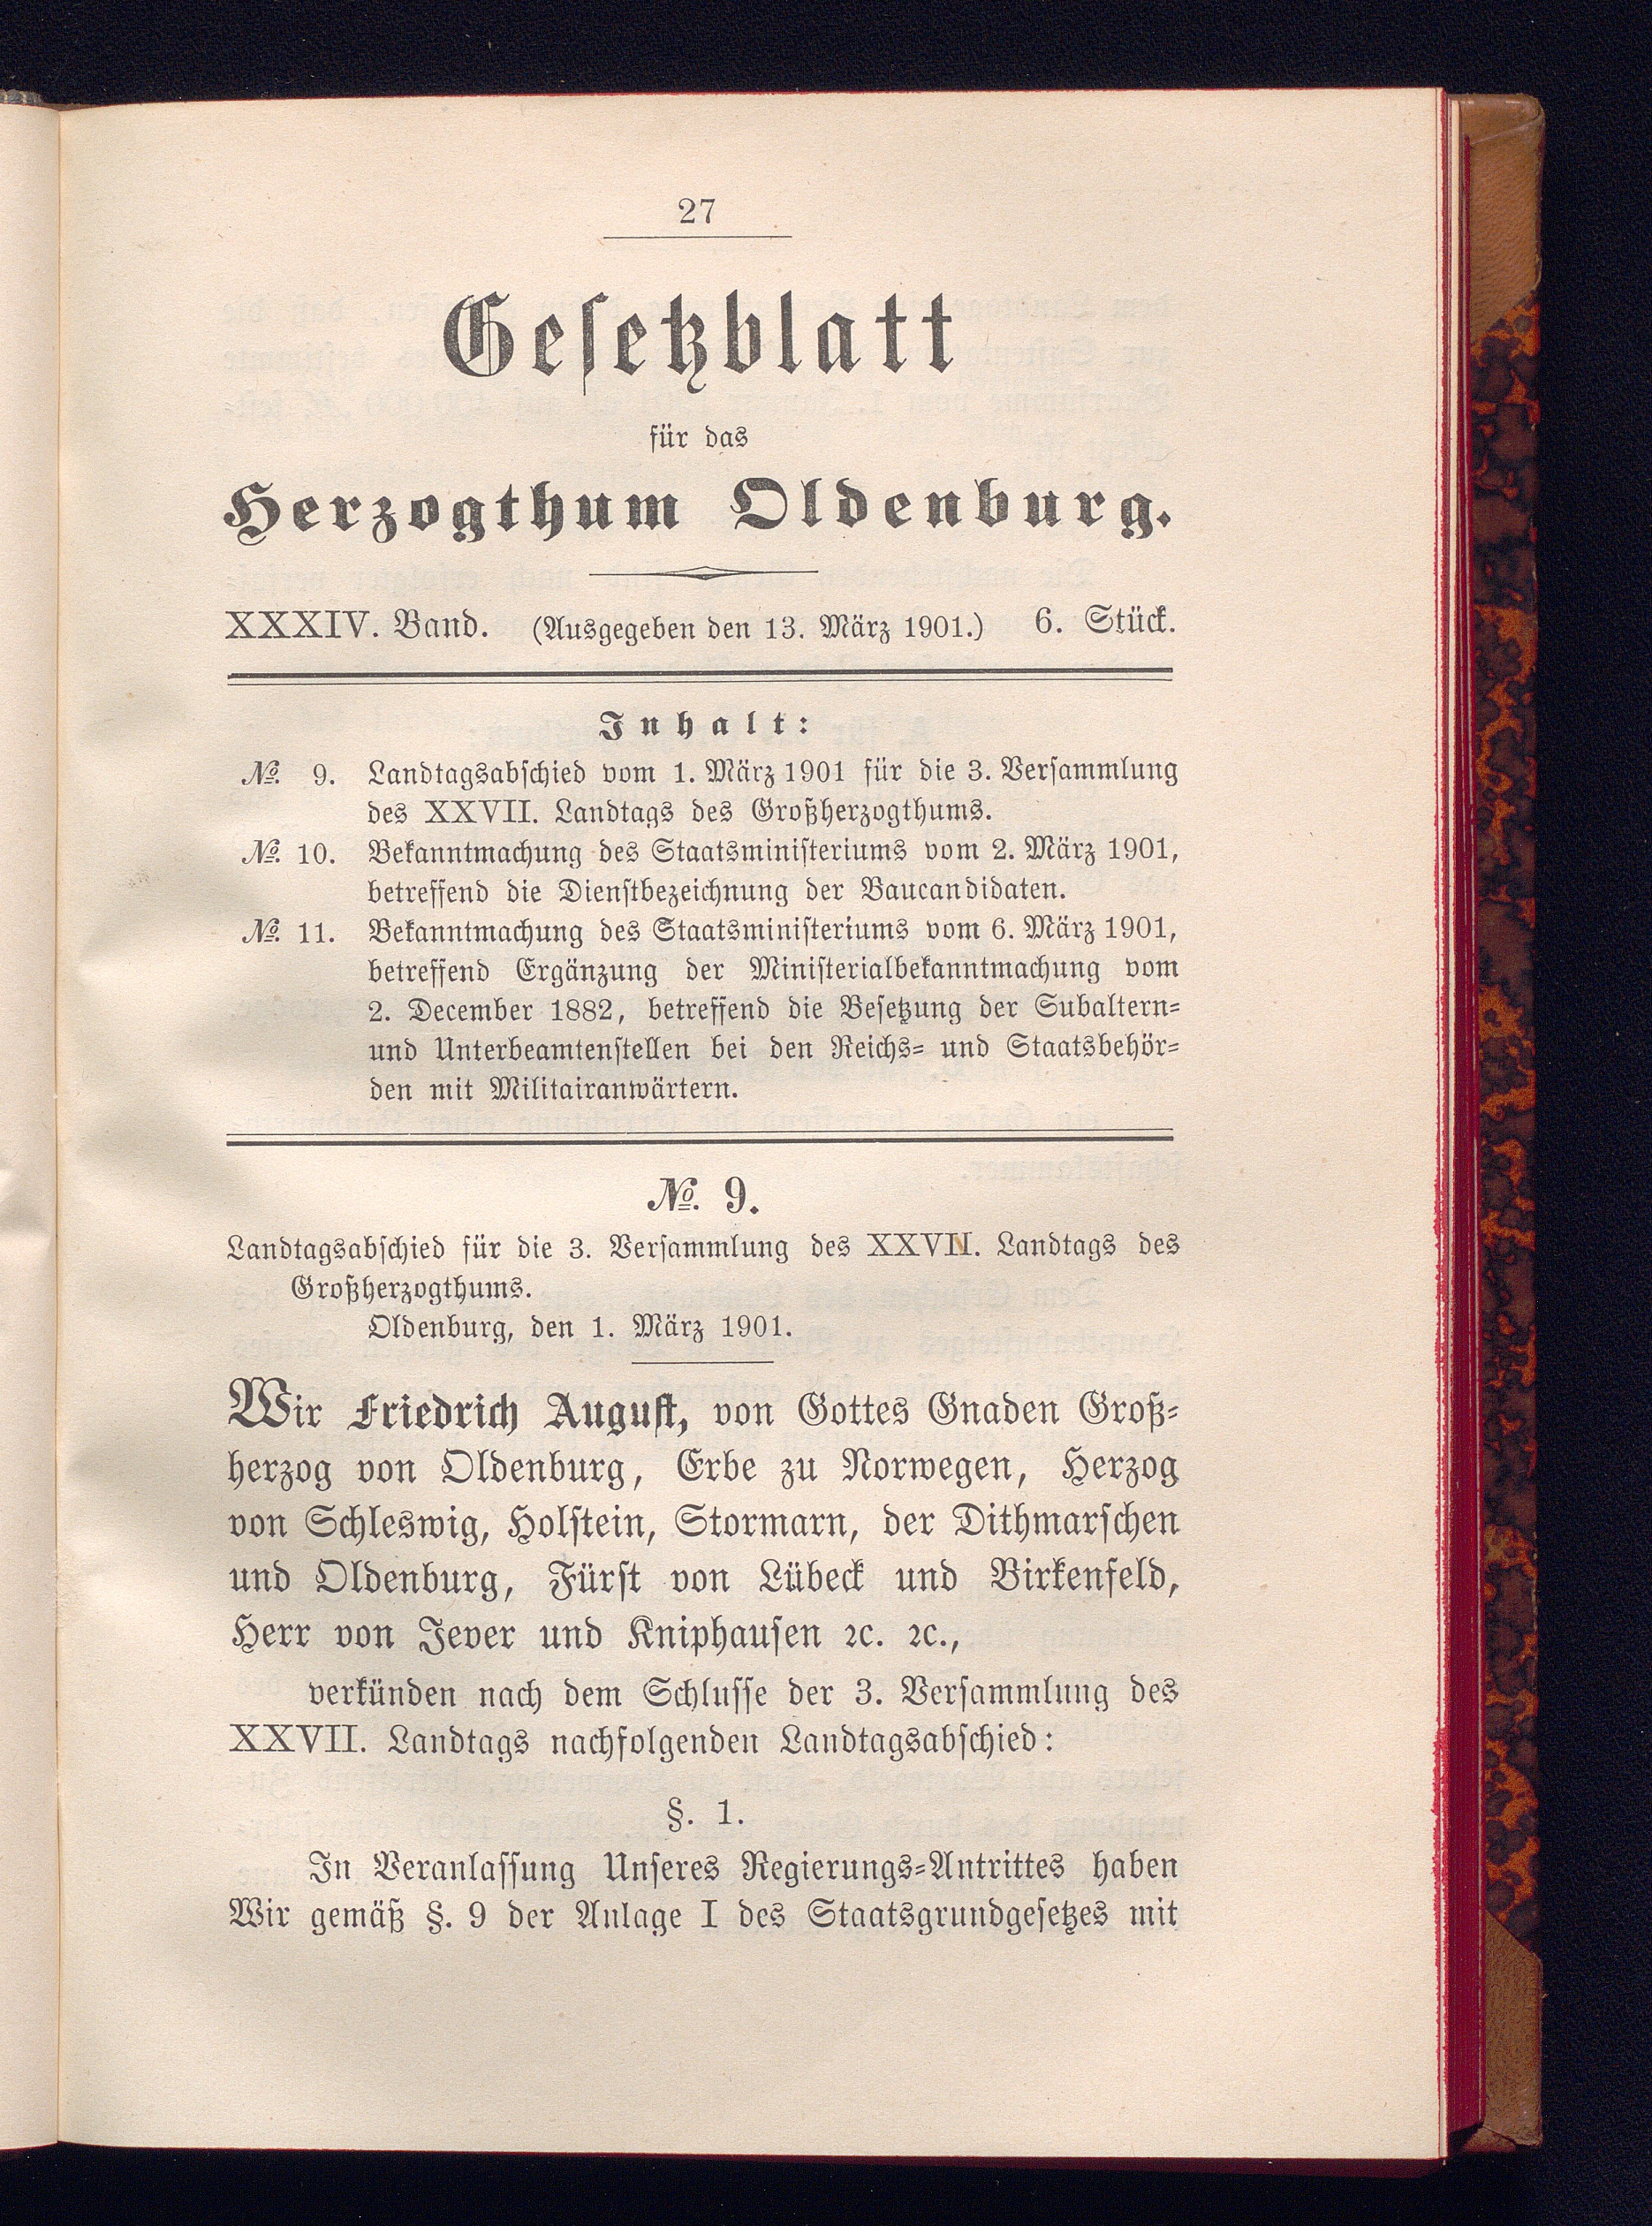 27
Gesetzblatt
für das
Herzogthum Oldenburg.
XXXIV. Band. (Ausgegeben den 13. März 1901.) 6. Stück.
Inhalt:
№. 9. Landtagsabschied vom 1. März 1901 für die 3. Versammlung
des XXVII. Landtags des Großherzogthums.
№. 10. Bekanntmachung des Staatsministeriums vom 2. März 1901,
betreffend die Dienstbezeichnung der Baucandidaten.
№. 11. Bekanntmachung des Staatsministeriums vom 6. März 1901,
betreffend Ergänzung der Ministerialbekanntmachung vom
2. December 1882, betreffend die Besetzung der Subaltern-
und Unterbeamtenstellen bei den Reichs- und Staatsbehör-
den mit Militairanwärtern.
№. 9.
Landtagsabschied für die 3. Versammlung des XXVII. Landtags des
Großherzogthums.
Oldenburg, den 1. März 1901.
Wir Friedrich August, von Gottes Gnaden Groß-
herzog von Oldenburg, Erbe zu Norwegen, Herzog
von Schleswig, Holstein, Stormarn, der Dithmarschen
und Oldenburg, Fürst von Lübeck und Birkenfeld,
Herr von Jever und Kniphausen ꝛc. ꝛc.,
verkünden nach dem Schlusse der 3. Versammlung des
XXVII. Landtags nachfolgenden Landtagsabschied:
§. 1.
In Veranlassung Unseres Regierungs-Antrittes haben
Wir gemäß §. 9 der Anlage I des Staatsgrundgesetzes mit